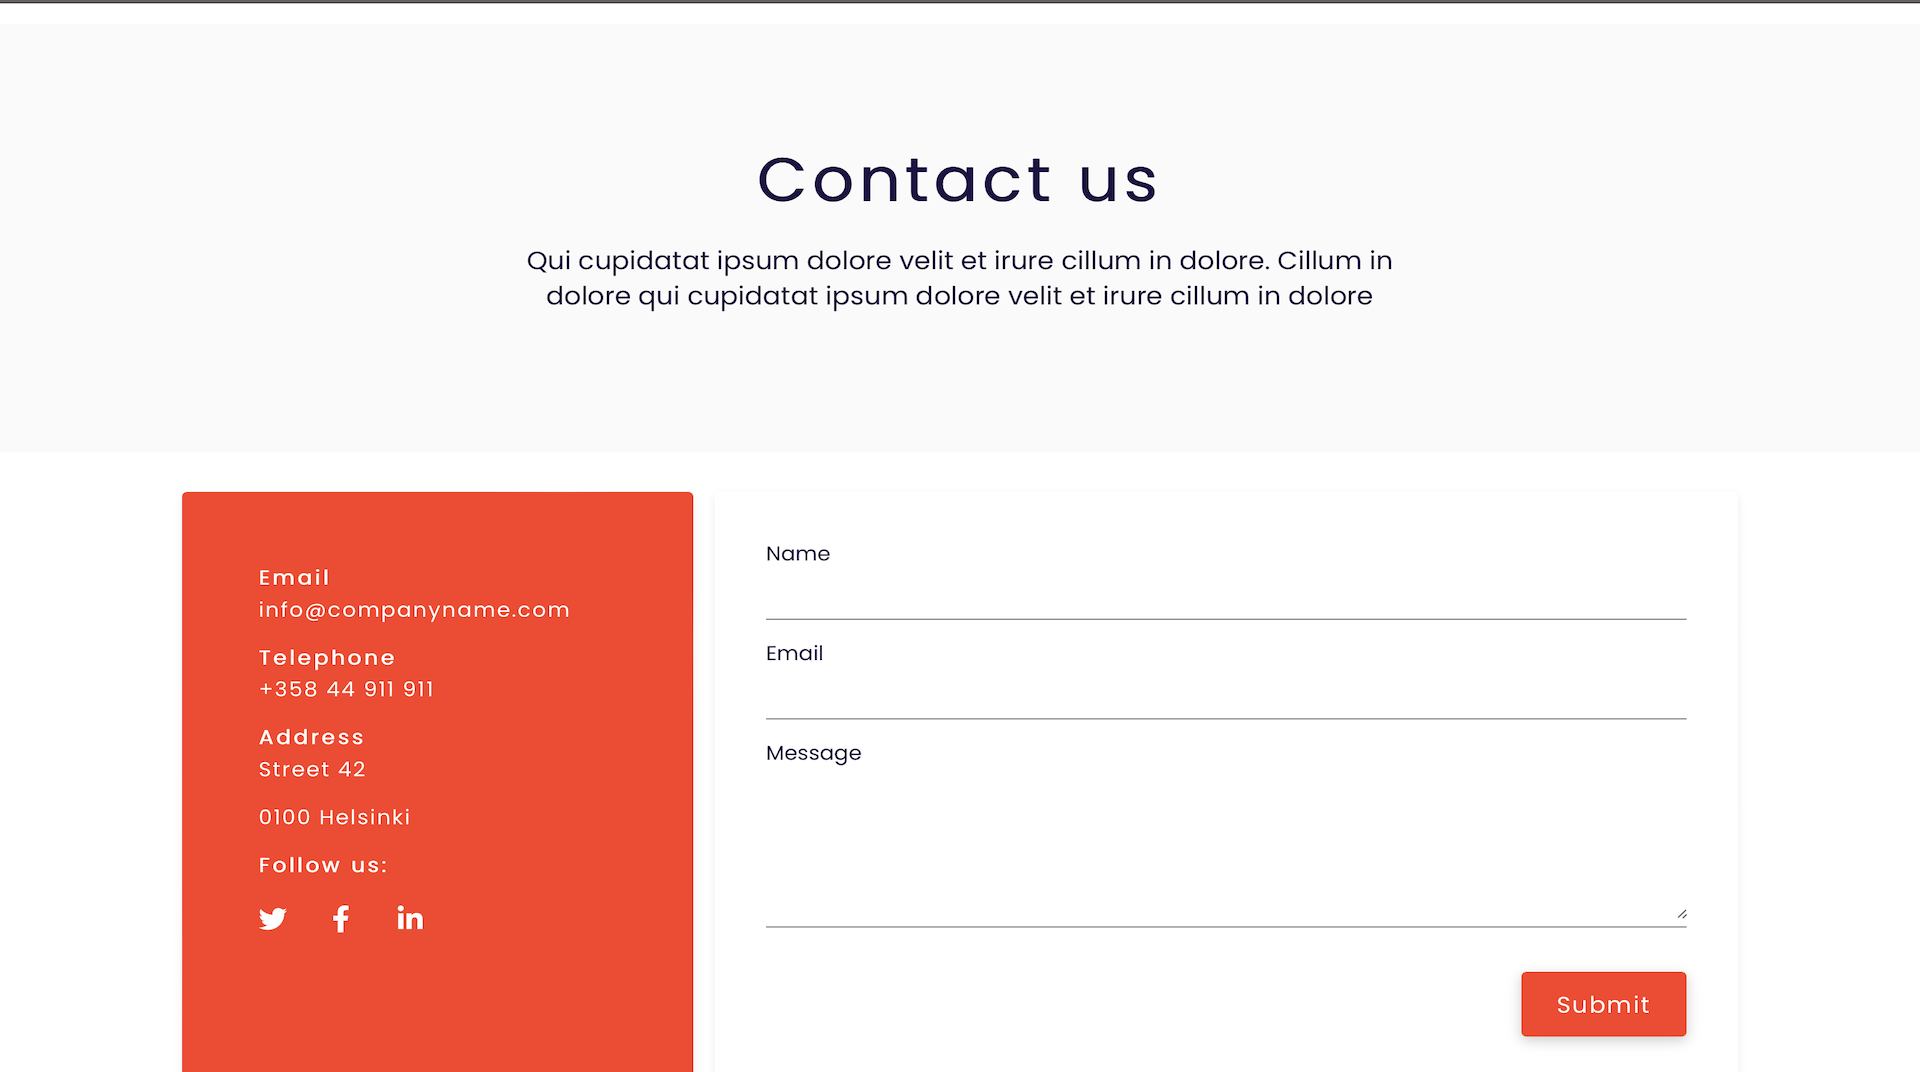 Contact us
Qui cupidatat ipsum dolore velit et irure cillum in dolore. Cillum in
dolore qui cupidatat ipsum dolore velit et irure cillum in dolore
Email
info@companyname.com
Telephone
+358 44 911 911
Address
Street 42
0100 Helsinki
Follow us:
Name
Email
Message
Submit